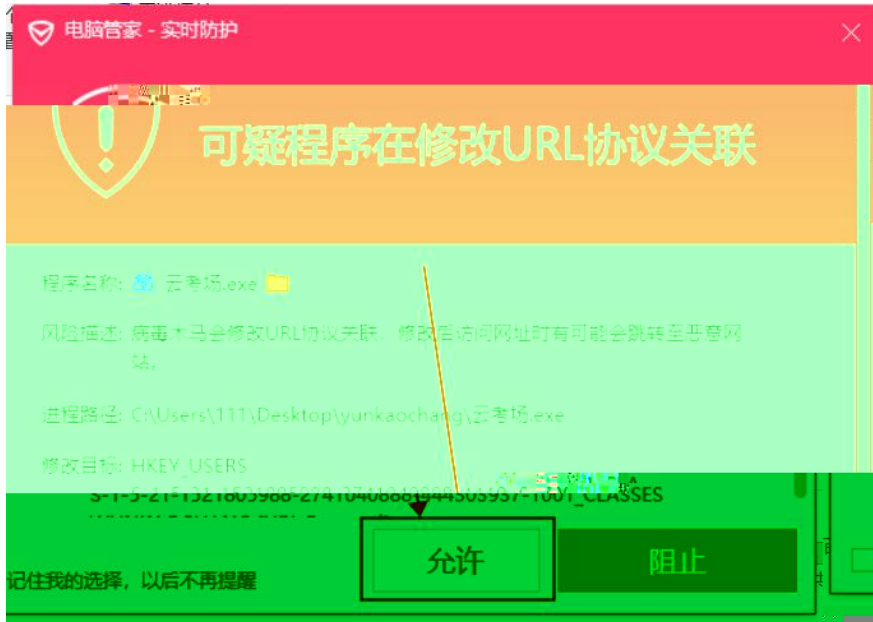 电脑管家 - 实时防护
可疑程序在修改URL协议关联
程序名称: 云考场.exe
风险描述: 病毒木马会修改URL协议关联，修改后访问网址时有可能会跳转至恶意网
站。
进程路径: C:\Users\111\Desktop\yunkaochang\云考场.exe
修改目标: HKEY_USERS
记住我的选择，以后不再提醒
允许
阻止